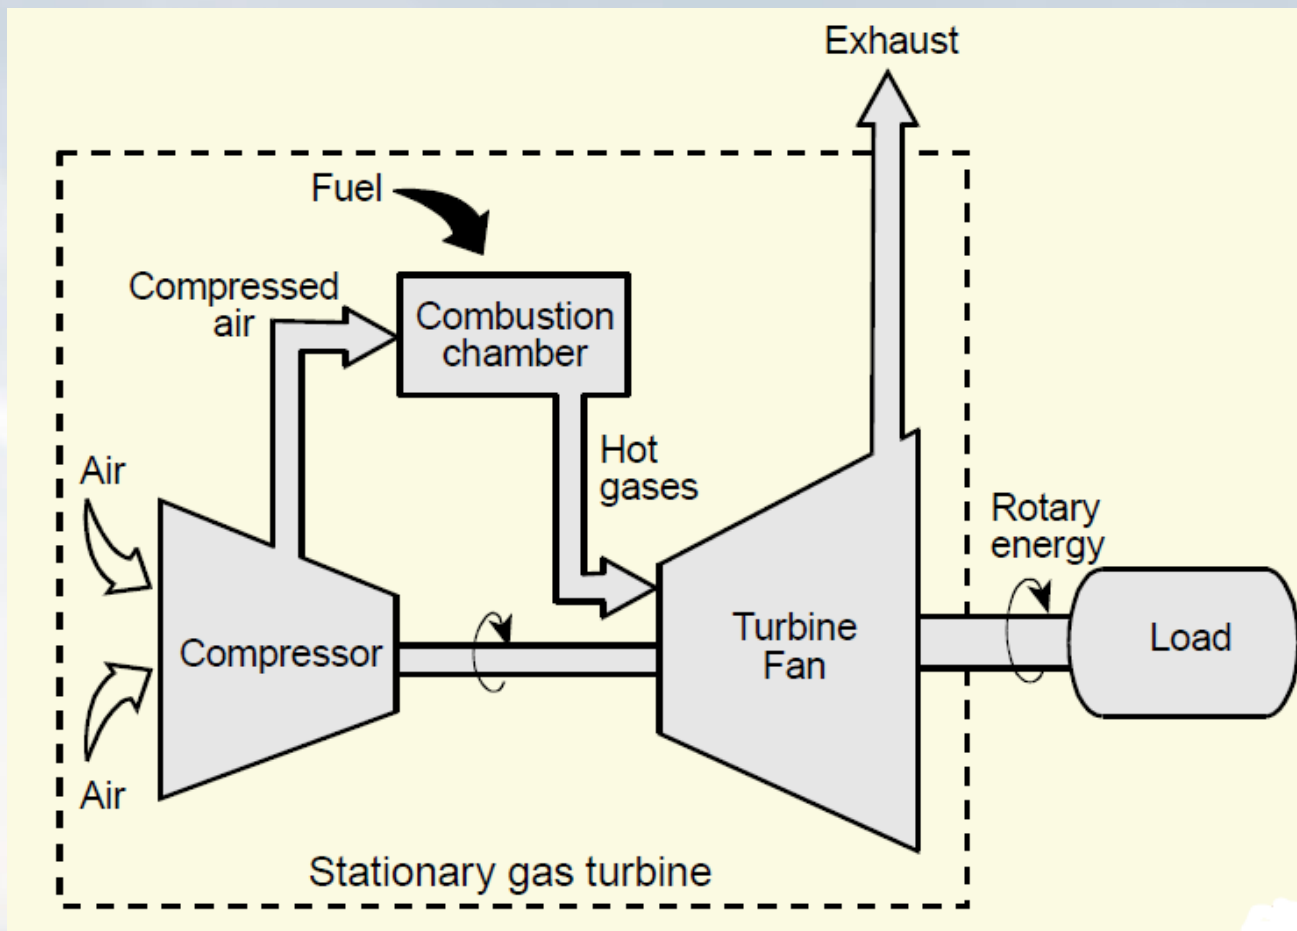 Exhaust
Fuel
Compressed
air
Combustion
chamber
Air
Hot
gases
Rotary
energy
Compressor
Turbine
Fan
Load
Air
Stationary gas turbine